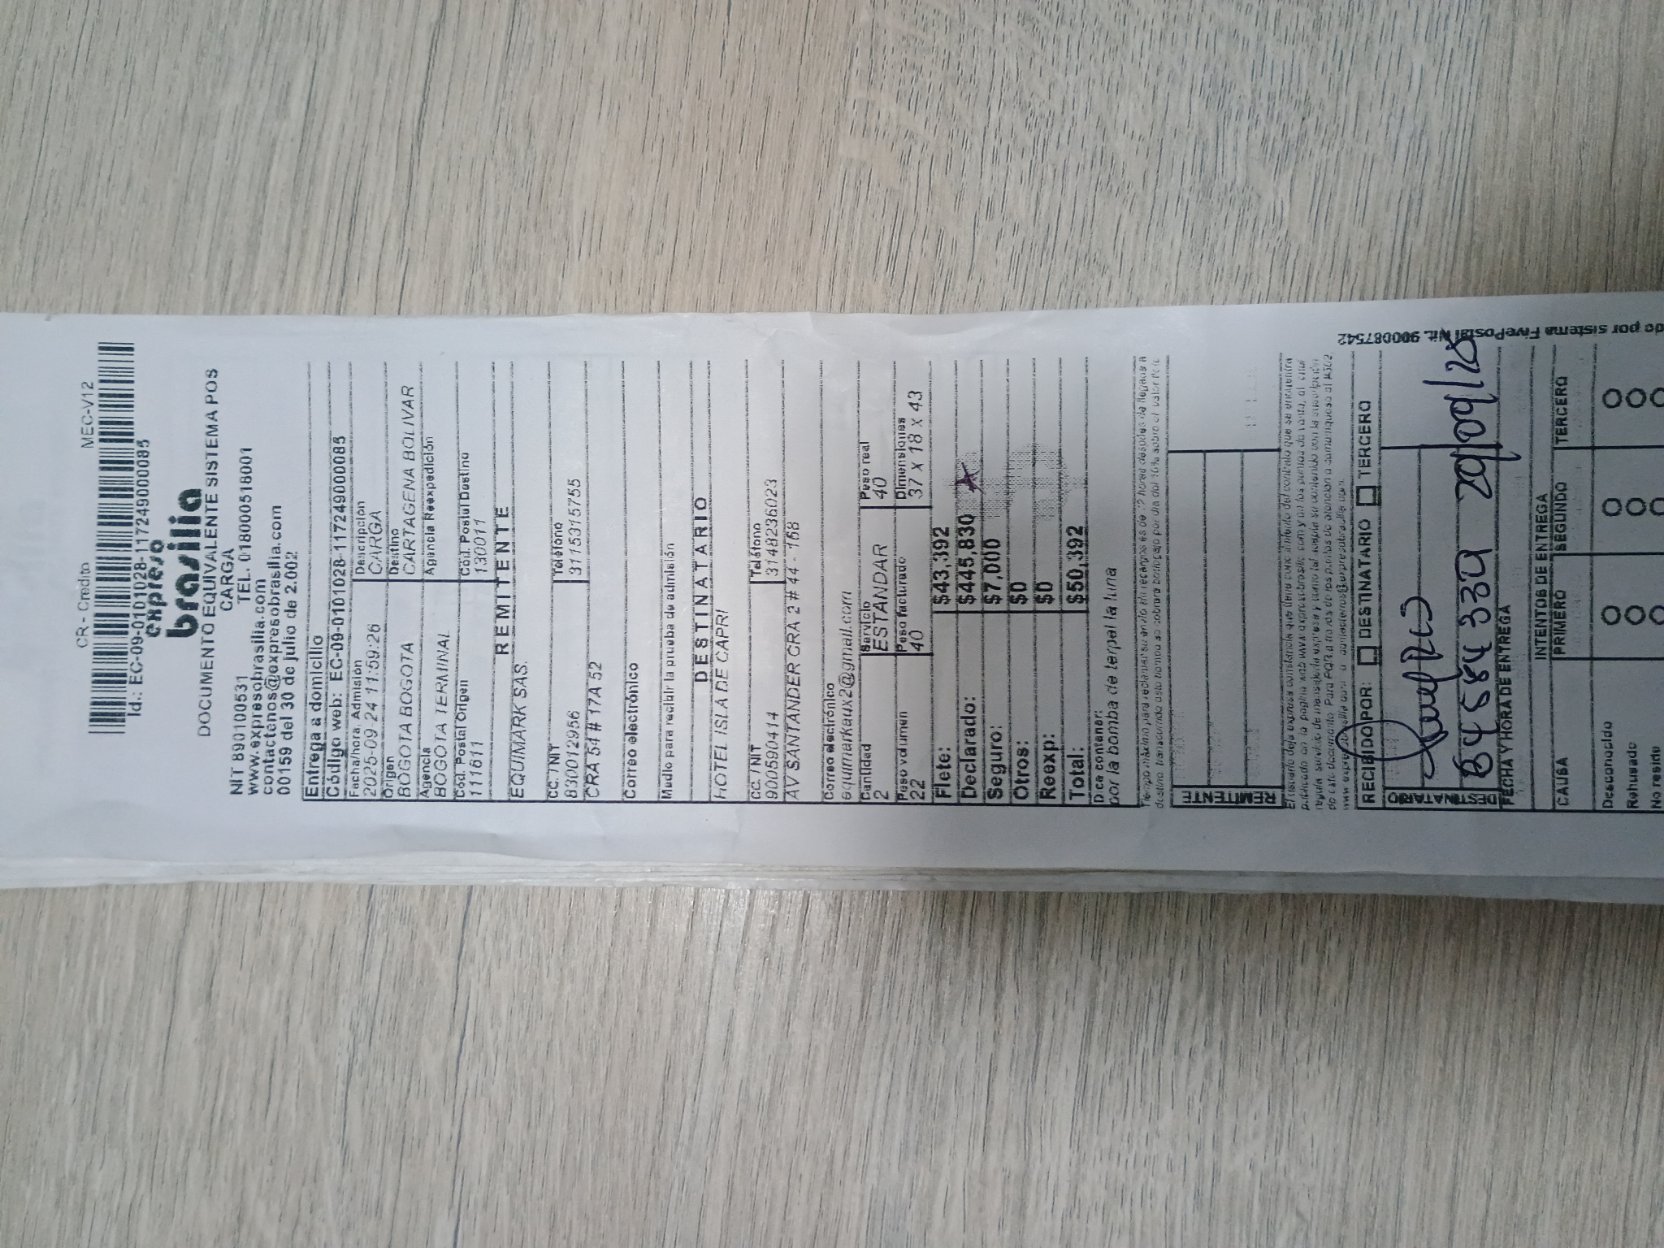 CR - Credito MEC-V12
Id.: EC-09-0101028-11724900085
expreso
brasilia
DOCUMENTO EQUIVALENTE SISTEMA POS
CARGA
NIT 890100531 TEL. 018000518001
www.expresobrasilia.com
contactenos@expresobrasilia.com
00159 del 30 de julio de 2.002
Entrega a domicilio
Código web: EC-09-0101028-11724900085
Fecha/hora Admisión Descripción
2025-09-24 11:59:26 CARGA
Origen Destino
BOGOTA BOGOTA CARTAGENA BOLIVAR
Agencia Agencia Reexpedición
BOGOTA TERMINAL
Cód. Postal Origen Cód. Postal Destino
111611 130011
REMITENTE
EQUIMARK SAS.
CC. / NIT Teléfono
830012956 3115315755
CRA 54 # 17A 52
Correo electrónico
Medio para recibir la prueba de admisión
DESTINATARIO
HOTEL ISLA DE CAPRI
CC. / NIT Teléfono
900590414 3148236023
AV SANTANDER CRA 2 # 44 - 168
Correo electrónico
equimarkaux2@gmail.com
Cantidad Servicio Peso real
2 ESTANDAR 40
Peso volumen Peso facturado Dimensiones
22 40 37 x 18 x 43
Flete: $43,392
Declarado: $445,830
Seguro: $7,000
Otros: $0
Reexp: $0
Total: $50,392
Dice contener:
por la bomba de terpel la luna
REMITENTE
RECIBIDO POR: DESTINATARIO TERCERO
DESTINATARIO
FECHA Y HORA DE ENTREGA
INTENTOS DE ENTREGA
CAUSA PRIMERO SEGUNDO TERCERO
Desconocido
Rehusado
No reside
do por sistema FivePostal Nit. 900087542